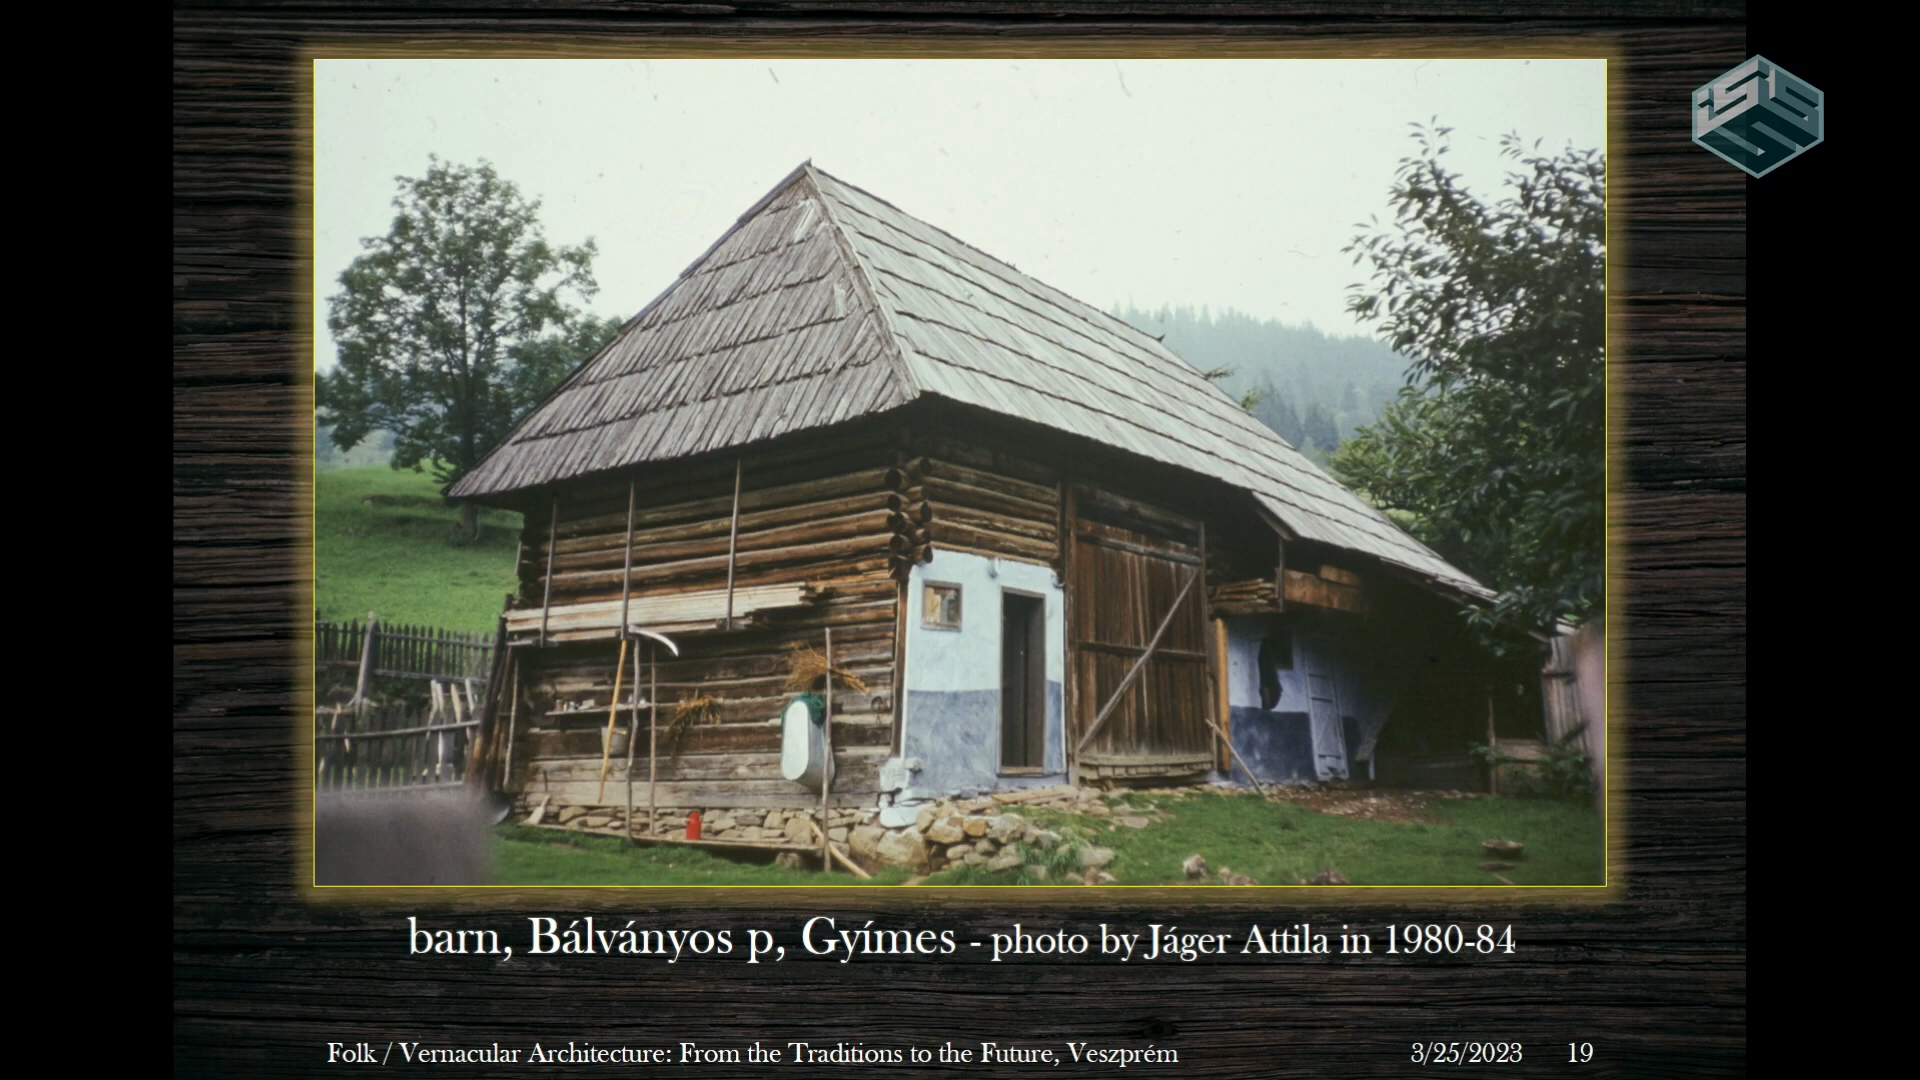 barn, Bálványos p, Gyímes - photo by Jáger Attila in 1980-84
Folk / Vernacular Architecture: From the Traditions to the Future, Veszprém
3/25/2023
19